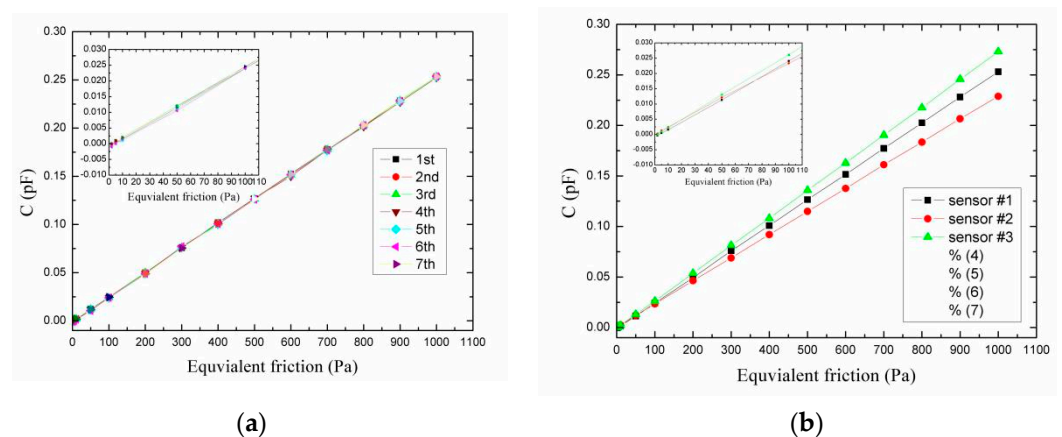 0.30
0.25
0.20
0.15
0.10
0.05
0.00
C (pF)
0 100 200 300 400 500 600 700 800 900 1000 1100
Equvialent friction (Pa)
0.030
0.025
0.020
0.015
0.010
0.005
0.000
-0.005
-0.010
0 10 20 30 40 50 60 70 80 90 100 110
Equivialent friction (Pa)
1st
2nd
3rd
4th
5th
6th
7th
(a)
0.30
0.25
0.20
0.15
0.10
0.05
0.00
C (pF)
0 100 200 300 400 500 600 700 800 900 1000 1100
Equvialent friction (Pa)
0.030
0.025
0.020
0.015
0.010
0.005
0.000
-0.005
-0.010
0 10 20 30 40 50 60 70 80 90 100 110
Equvialent friction (Pa)
sensor #1
sensor #2
sensor #3
% (4)
% (5)
% (6)
% (7)
(b)